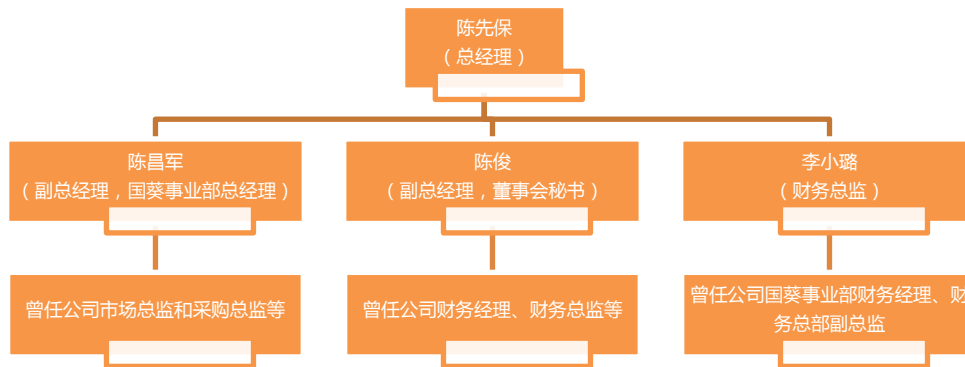 陈先保
（总经理）
陈昌军
（副总经理，国葵事业部总经理）
陈俊
（副总经理，董事会秘书）
李小璐
（财务总监）
曾任公司市场总监和采购总监等
曾任公司财务经理、财务总监等
曾任公司国葵事业部财务经理、财
务总部副总监